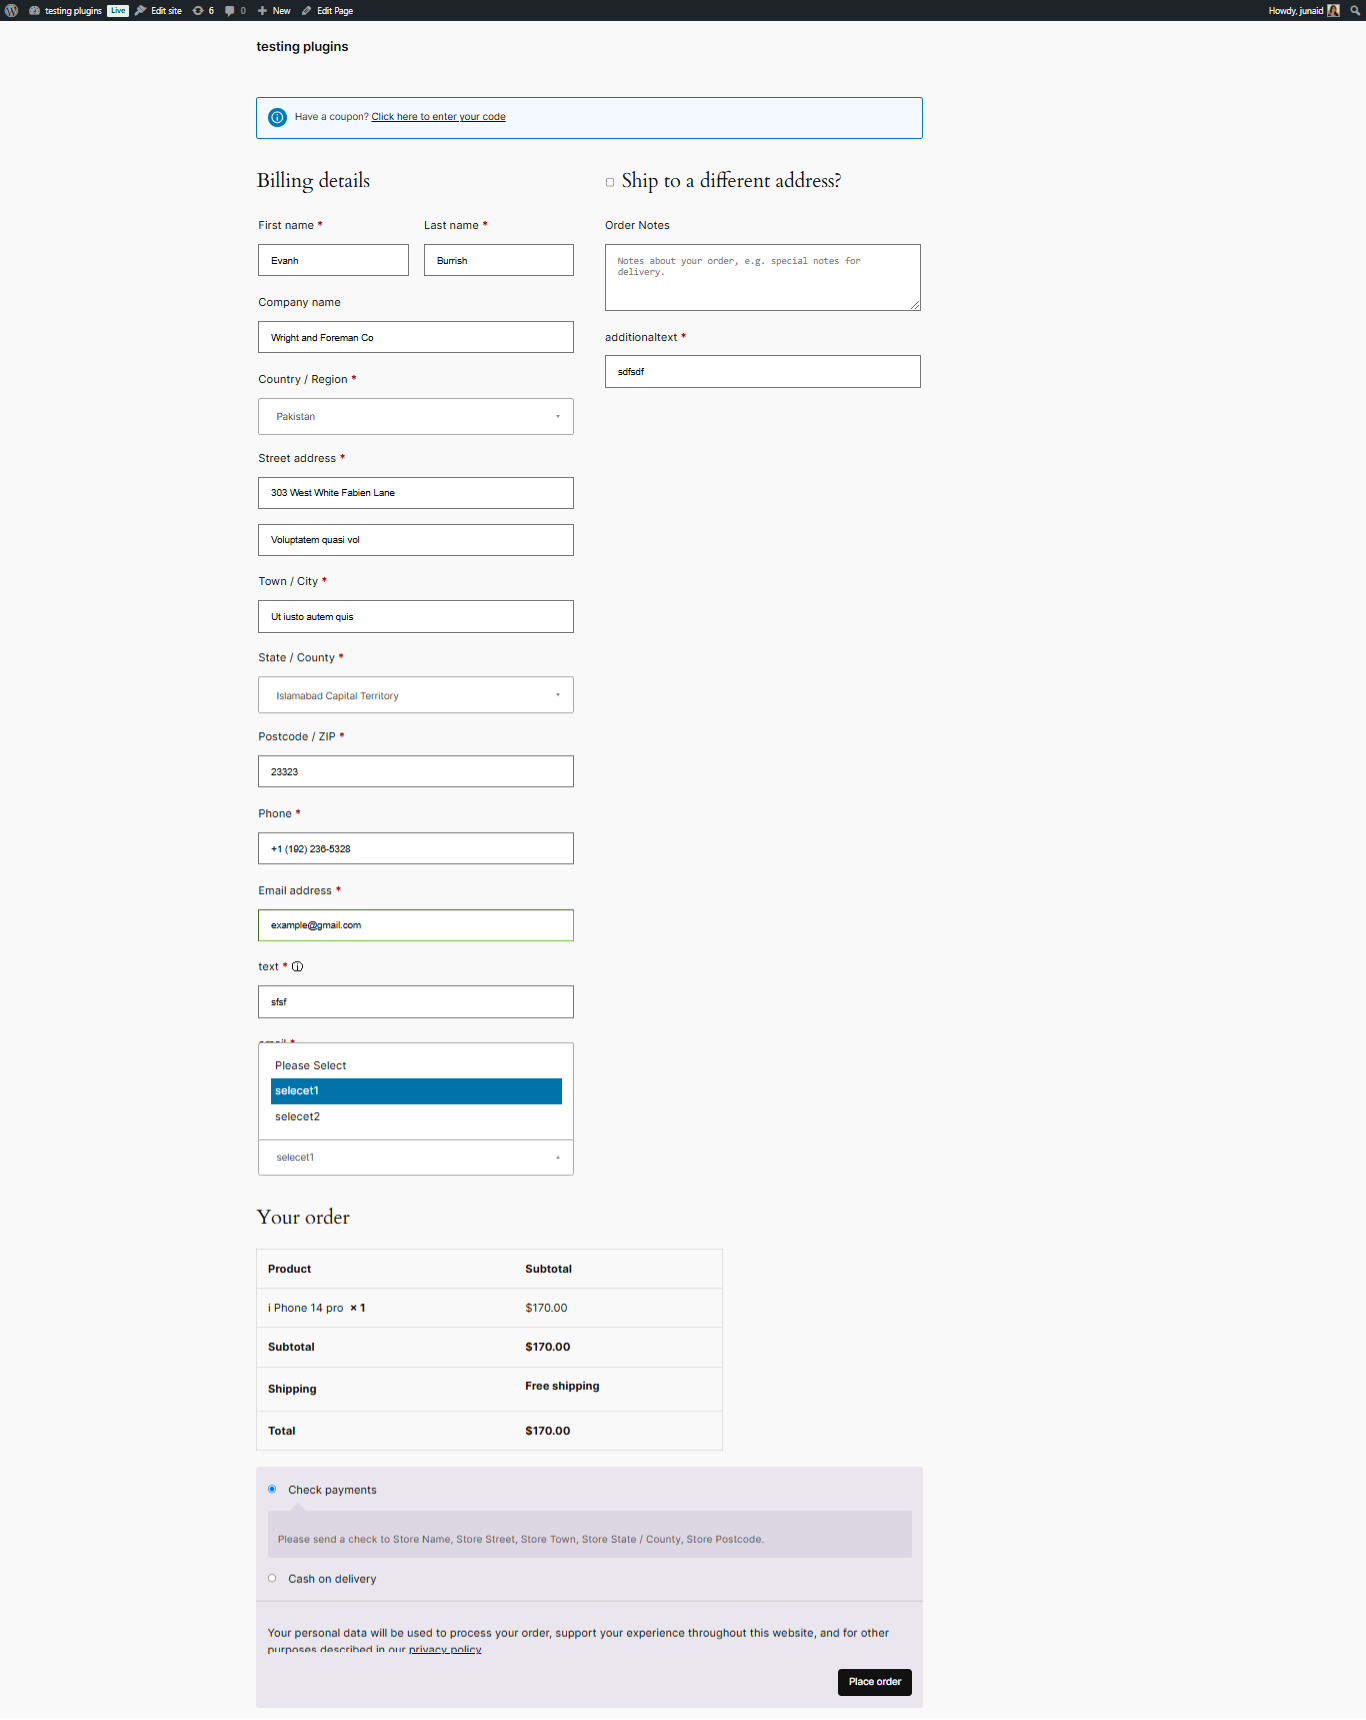 testing plugins Live Edit site 6 0 New Edit Page Howdy, junaid
testing plugins
Have a coupon? Click here to enter your code
Billing details
First name * Last name *
Evanh Burrish
Company name
Wright and Foreman Co
Country / Region *
Pakistan
Street address *
303 West White Fabien Lane
Voluptatem quasi vol
Town / City *
Ut iusto autem quis
State / County *
Islamabad Capital Territory
Postcode / ZIP *
23323
Phone *
+1 (192) 236-5328
Email address *
example@gmail.com
text *
sfsf
email *
Please Select
selecet1
selecet2
selecet1
Ship to a different address?
Order Notes
Notes about your order, e.g. special notes for
delivery.
additionaltext *
sdfsdf
Your order
Product Subtotal
i Phone 14 pro × 1 $170.00
Subtotal $170.00
Shipping Free shipping
Total $170.00
Check payments
Please send a check to Store Name, Store Street, Store Town, Store State / County, Store Postcode.
Cash on delivery
Your personal data will be used to process your order, support your experience throughout this website, and for other
purposes described in our privacy policy
Place order